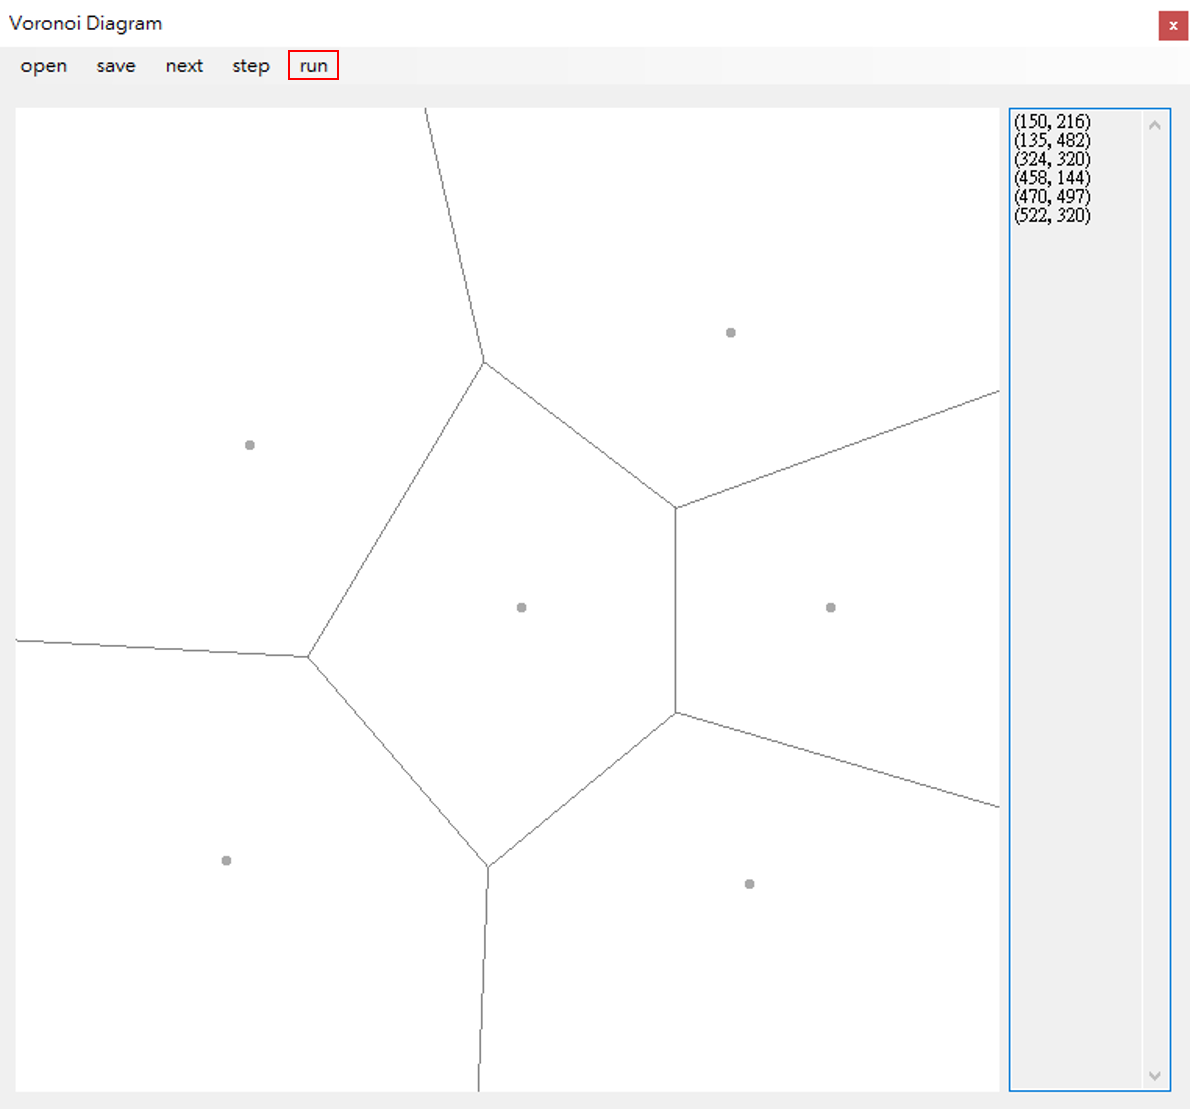 Voronoi Diagram
x
open save next step run
(150, 216)
(135, 482)
(324, 320)
(458, 144)
(470, 497)
(522, 320)